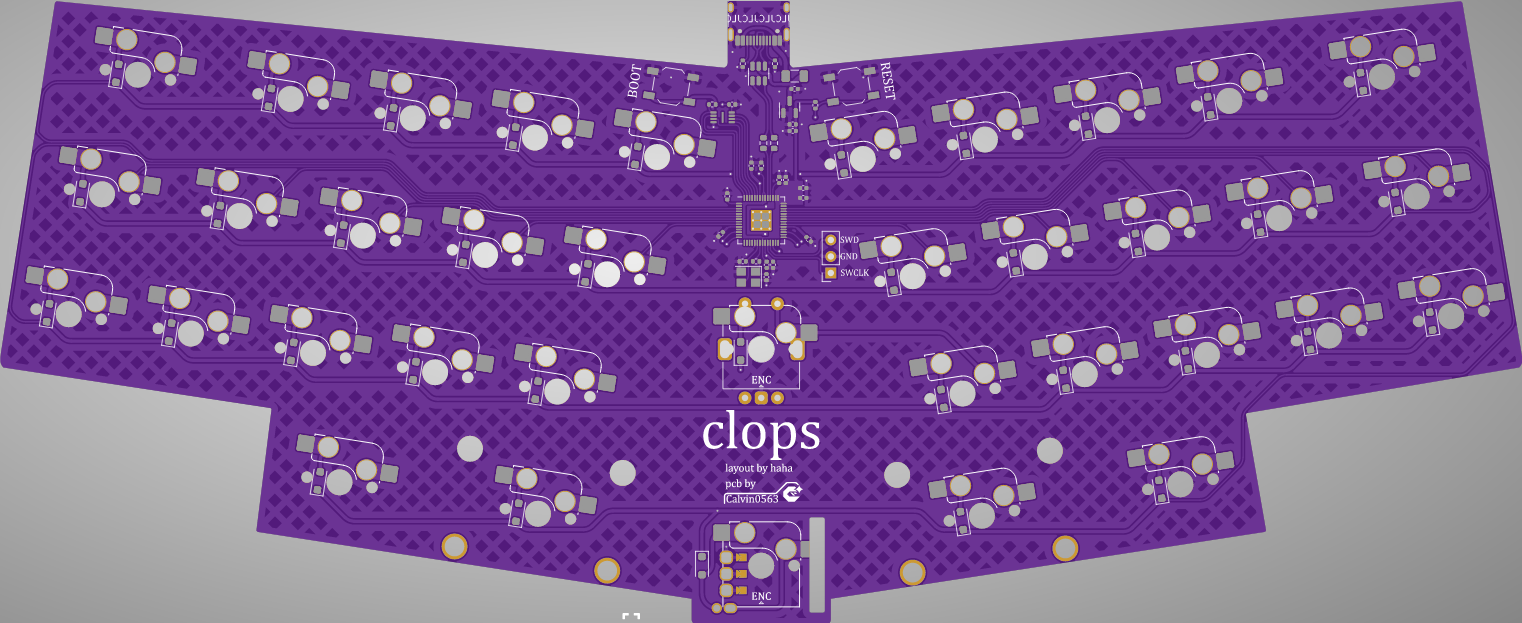 BOOT
RESET
SWD
GND
SWCLK
ENC
clops
layout by haha
pcb by
Calvin0563
ENC